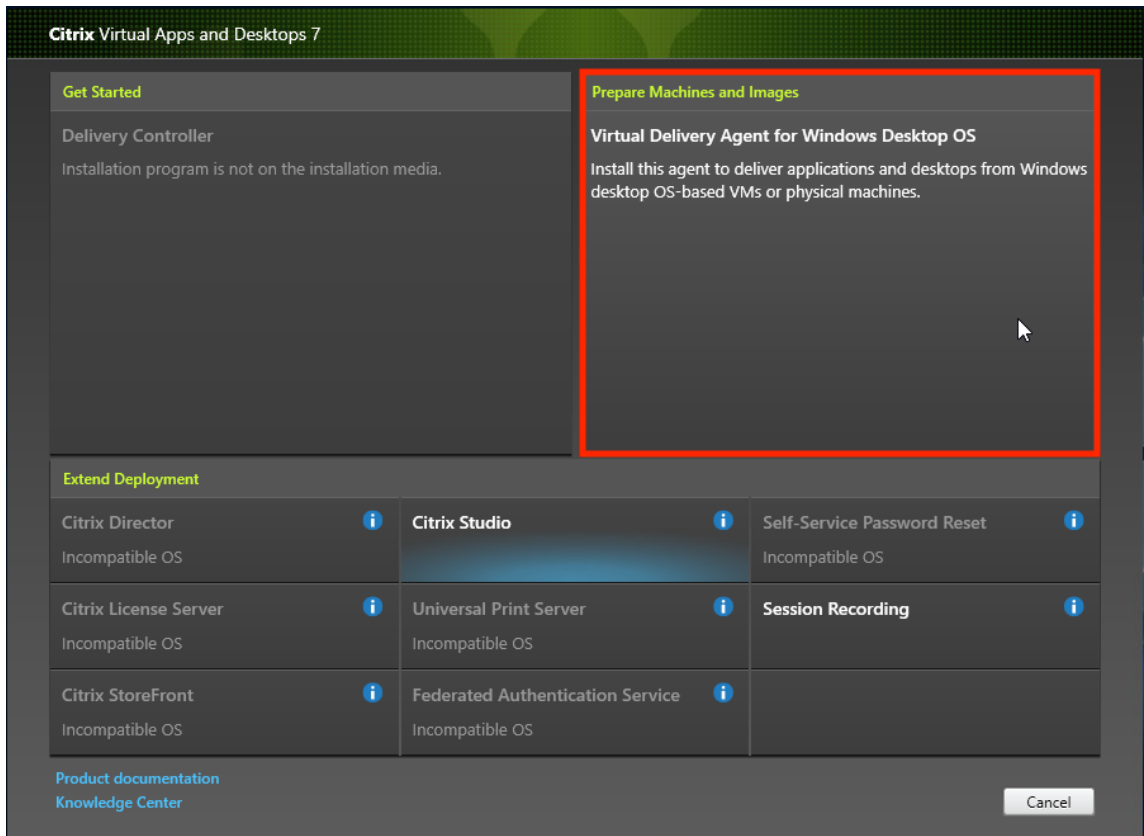 Citrix Virtual Apps and Desktops 7
Get Started
Delivery Controller
Installation program is not on the installation media.
Prepare Machines and Images
Virtual Delivery Agent for Windows Desktop OS
Install this agent to deliver applications and desktops from Windows
desktop OS-based VMs or physical machines.
Extend Deployment
Citrix Director
Incompatible OS
Citrix Studio
Self-Service Password Reset
Incompatible OS
Citrix License Server
Incompatible OS
Universal Print Server
Incompatible OS
Session Recording
Citrix StoreFront
Incompatible OS
Federated Authentication Service
Incompatible OS
Product documentation
Knowledge Center
Cancel